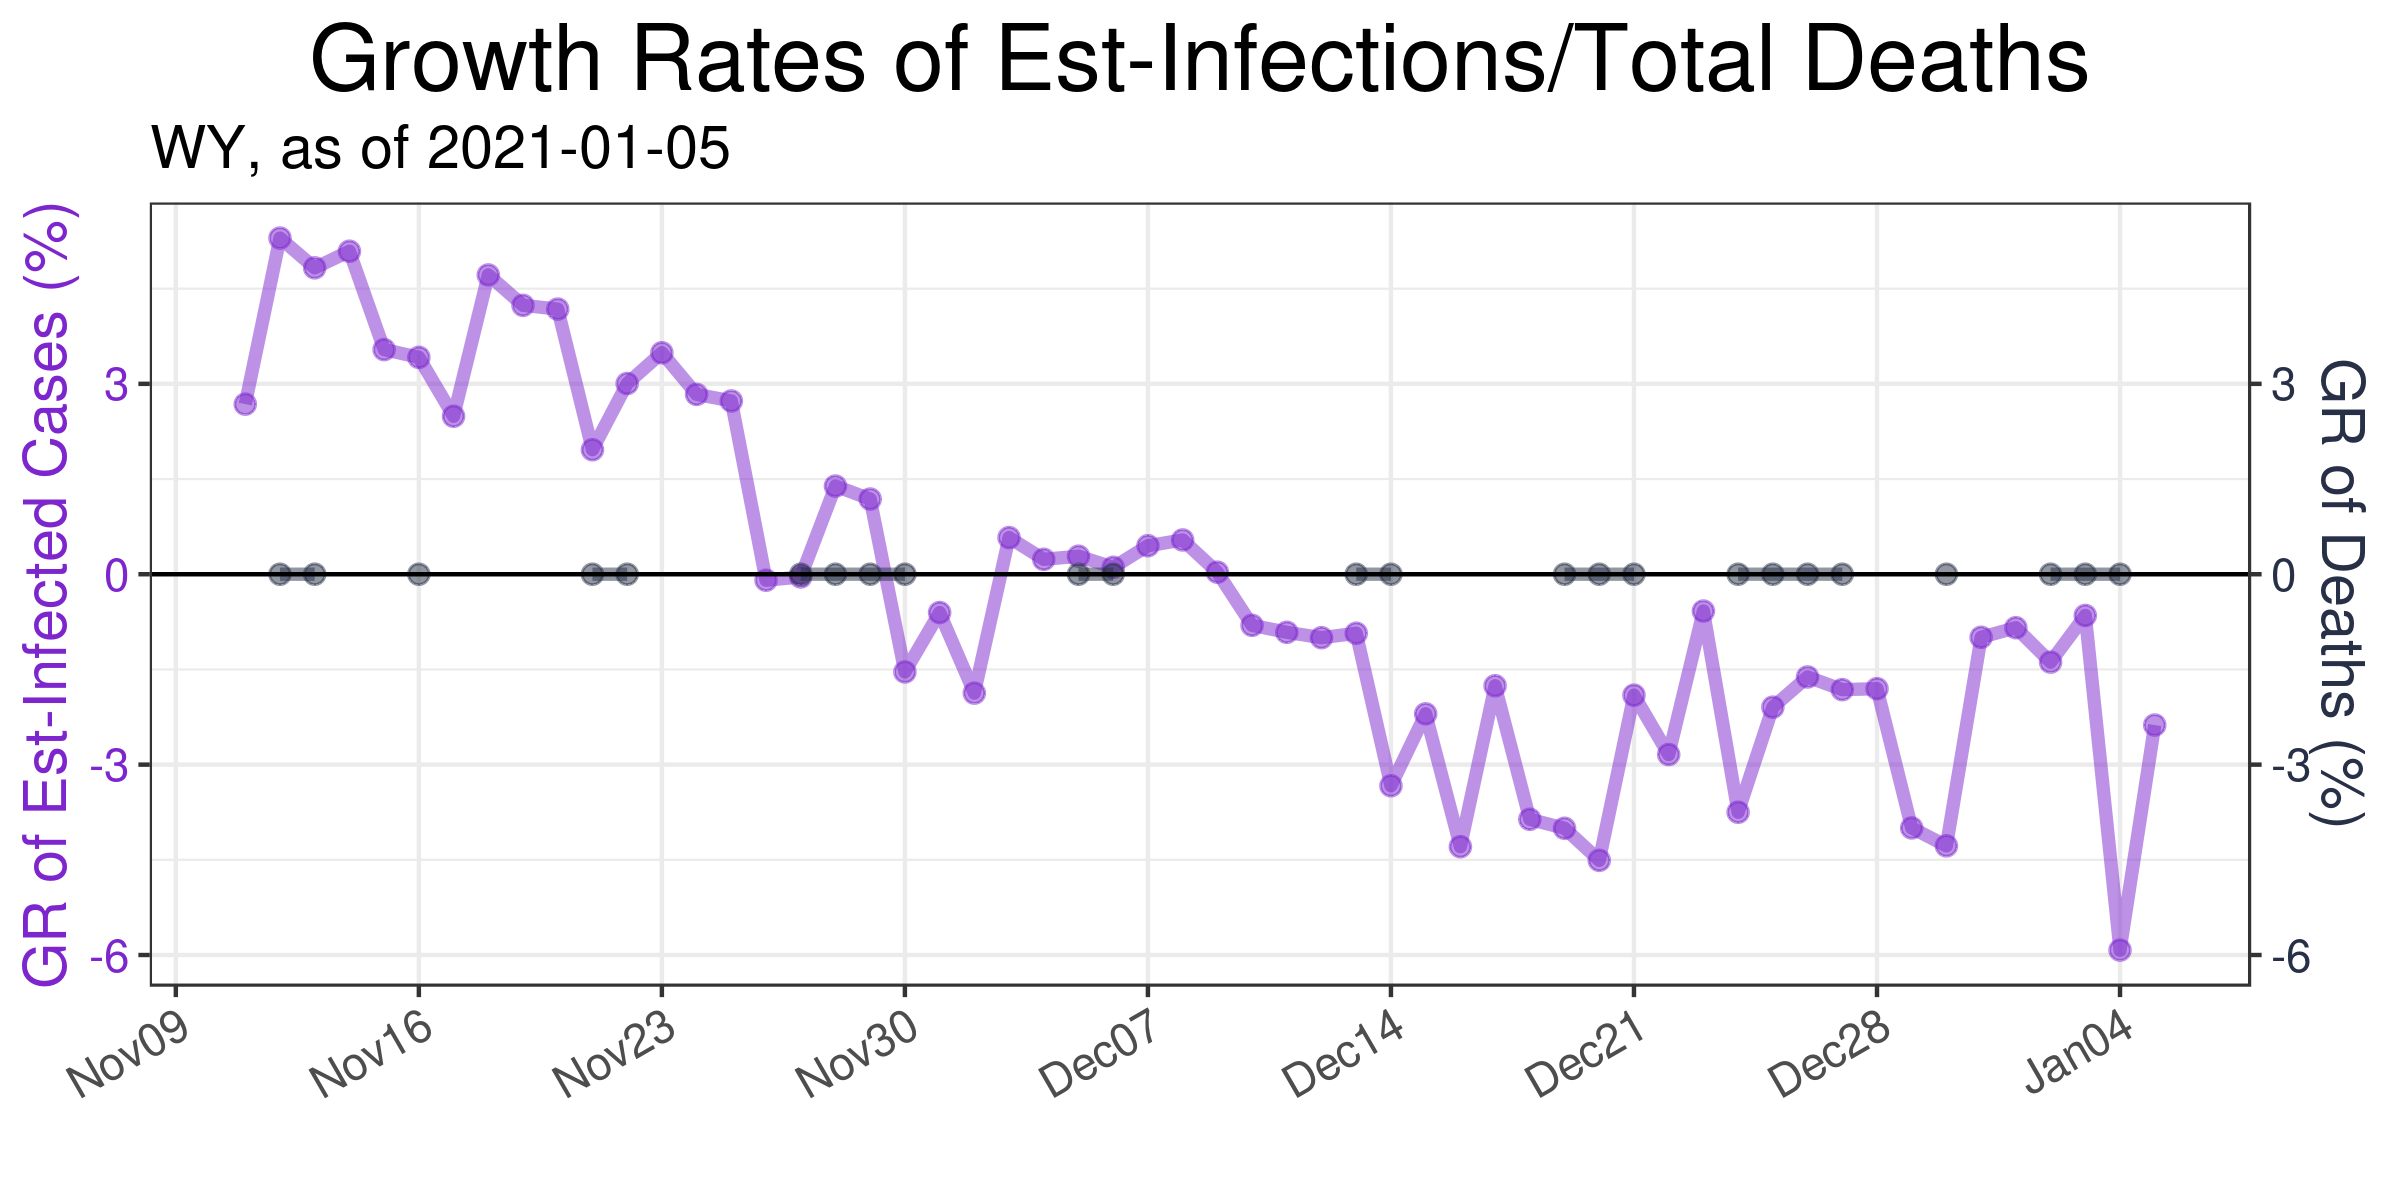 Growth Rates of Est-Infections/Total Deaths
WY, as of 2021-01-05
GR of Est-Infected Cases (%)
3
0
-3
-6
3
0
-3
-6
GR of Deaths (%)
Nov09
Nov16
Nov23
Nov30
Dec07
Dec14
Dec21
Dec28
Jan04